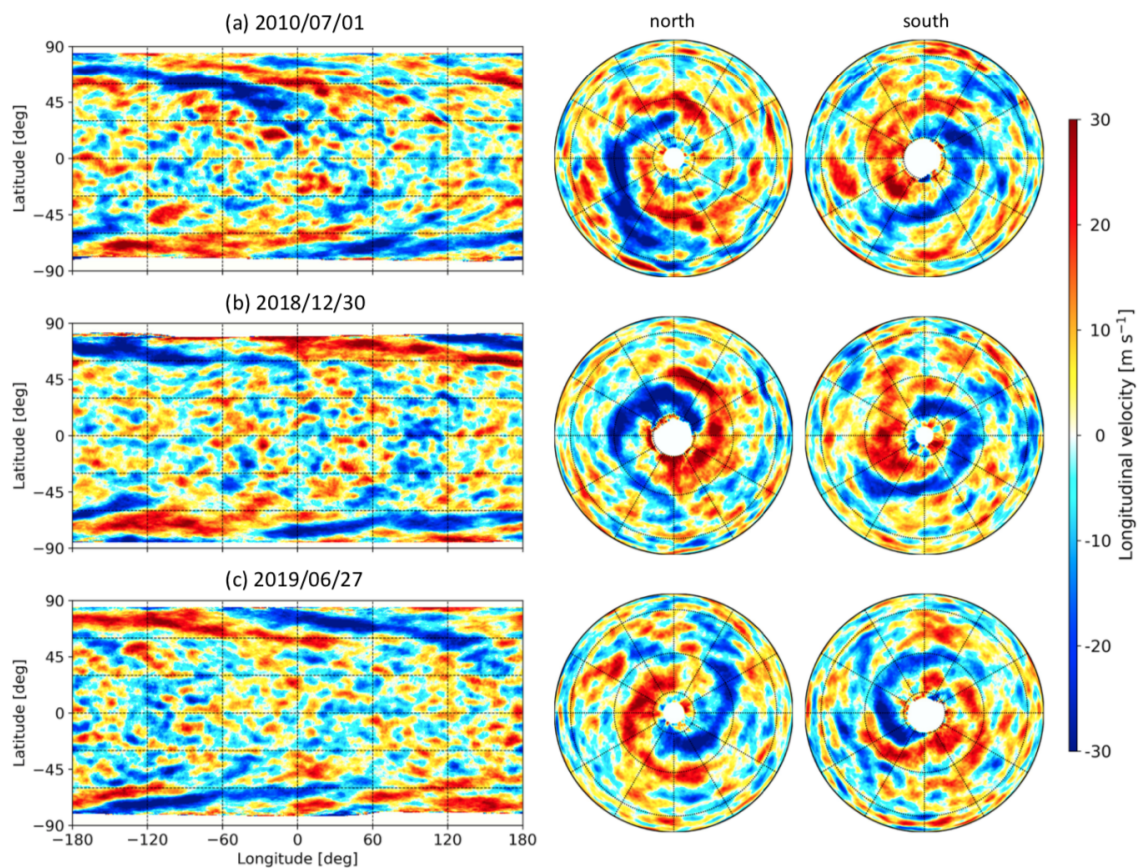 (a) 2010/07/01
north
south
90
45
0
−45
−90
Latitude [deg]
(b) 2018/12/30
90
45
0
−45
−90
Latitude [deg]
(c) 2019/06/27
90
45
0
−45
−90
Latitude [deg]
−180 −120 −60 0 60 120 180
Longitude [deg]
30
20
10
0
-10
-20
-30
Longitudinal velocity [m s⁻¹]